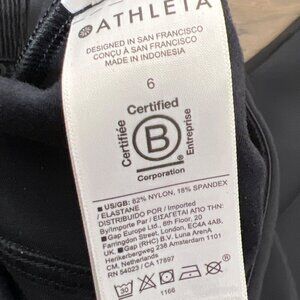 ATHLETA
DESIGNED IN SAN FRANCISCO
CONÇU À SAN FRANCISCO
MADE IN INDONESIA
6
Certified
Certifiée
B
®
Entreprise
Corporation
US/GB: 82% NYLON, 18% SPANDEX
/ ELASTANE
DISTRIBUIDO POR / Imported
By/Importe Par / ΕΙΣΑΓΕΤΑΙ ΑΠΟ ΤΗΝ:
Gap Europe Ltd., 8th Floor, 20
Farringdon Street, London, EC4A 4AB,
UK. Gap (RHC) B.V. Luna ArenA
Herikerbergweg 238 Amsterdam 1101
CM, Netherlands
RN 54023 / CA 17897
30
1166